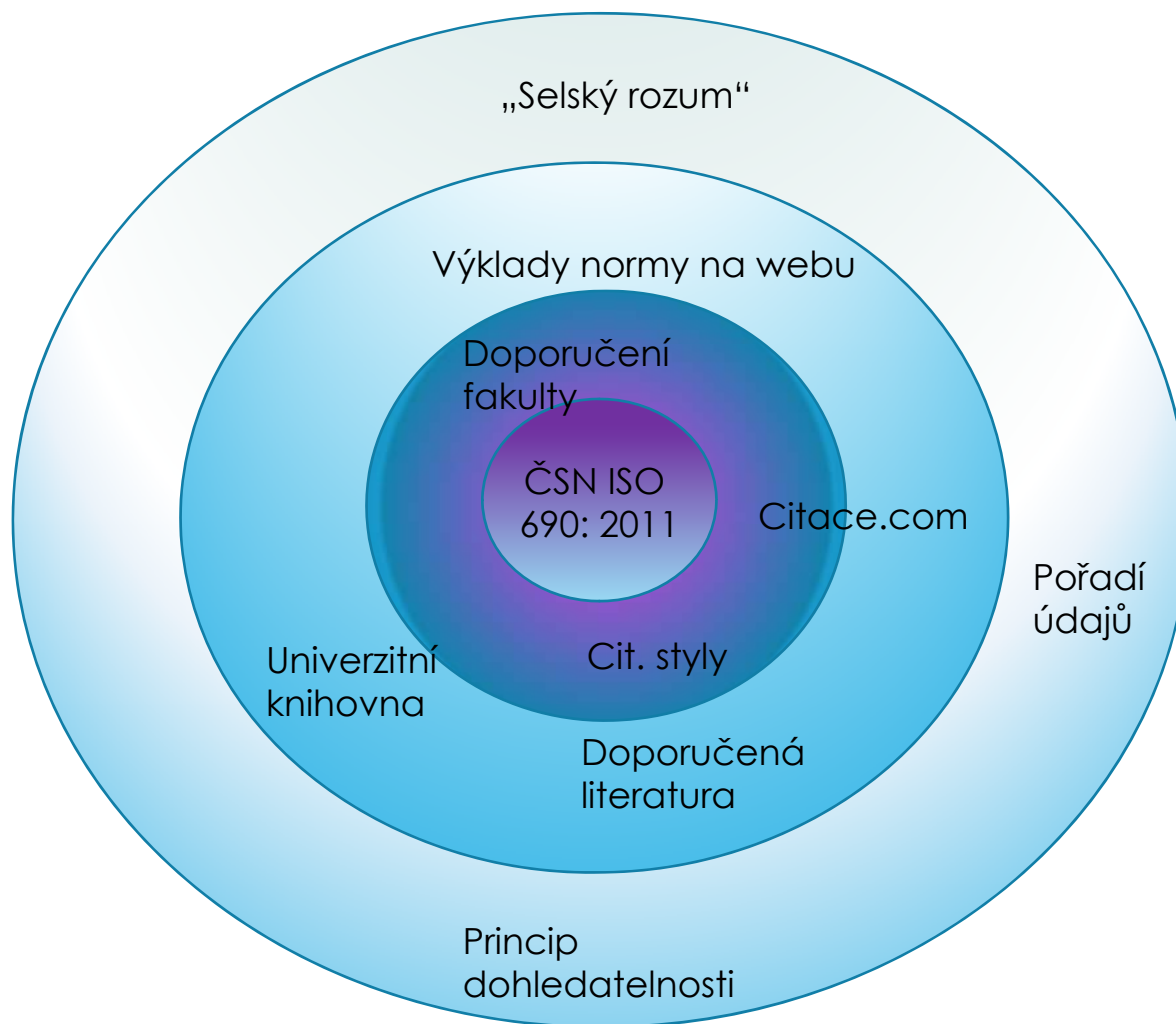 „Selský rozum“
Výklady normy na webu
Doporučení
fakulty
ČSN ISO
690: 2011
Citace.com
Pořadí
údajů
Univerzitní
knihovna
Cit. styly
Doporučená
literatura
Princip
dohledatelnosti